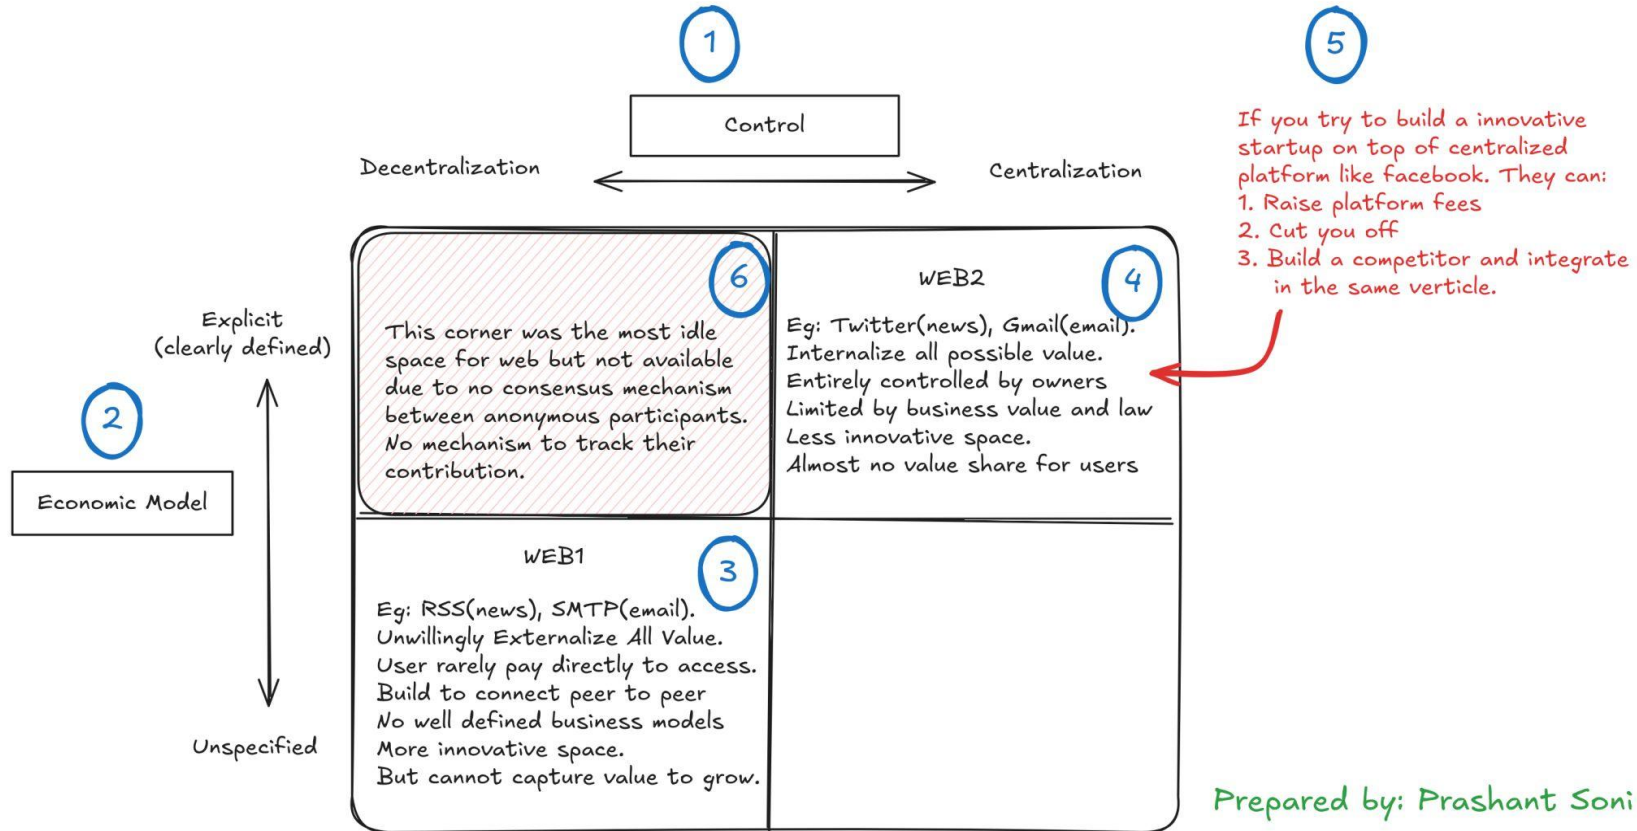 1
Control
Decentralization
Centralization
5
If you try to build a innovative
startup on top of centralized
platform like facebook. They can:
1. Raise platform fees
2. Cut you off
3. Build a competitor and integrate
in the same verticle.
2
Economic Model
Explicit
(clearly defined)
Unspecified
6
This corner was the most idle
space for web but not available
due to no consensus mechanism
between anonymous participants.
No mechanism to track their
contribution.
WEB2
4
Eg: Twitter(news), Gmail(email).
Internalize all possible value.
Entirely controlled by owners
Limited by business value and law
Less innovative space.
Almost no value share for users
WEB1
3
Eg: RSS(news), SMTP(email).
Unwillingly Externalize All Value.
User rarely pay directly to access.
Build to connect peer to peer
No well defined business models
More innovative space.
But cannot capture value to grow.
Prepared by: Prashant Soni